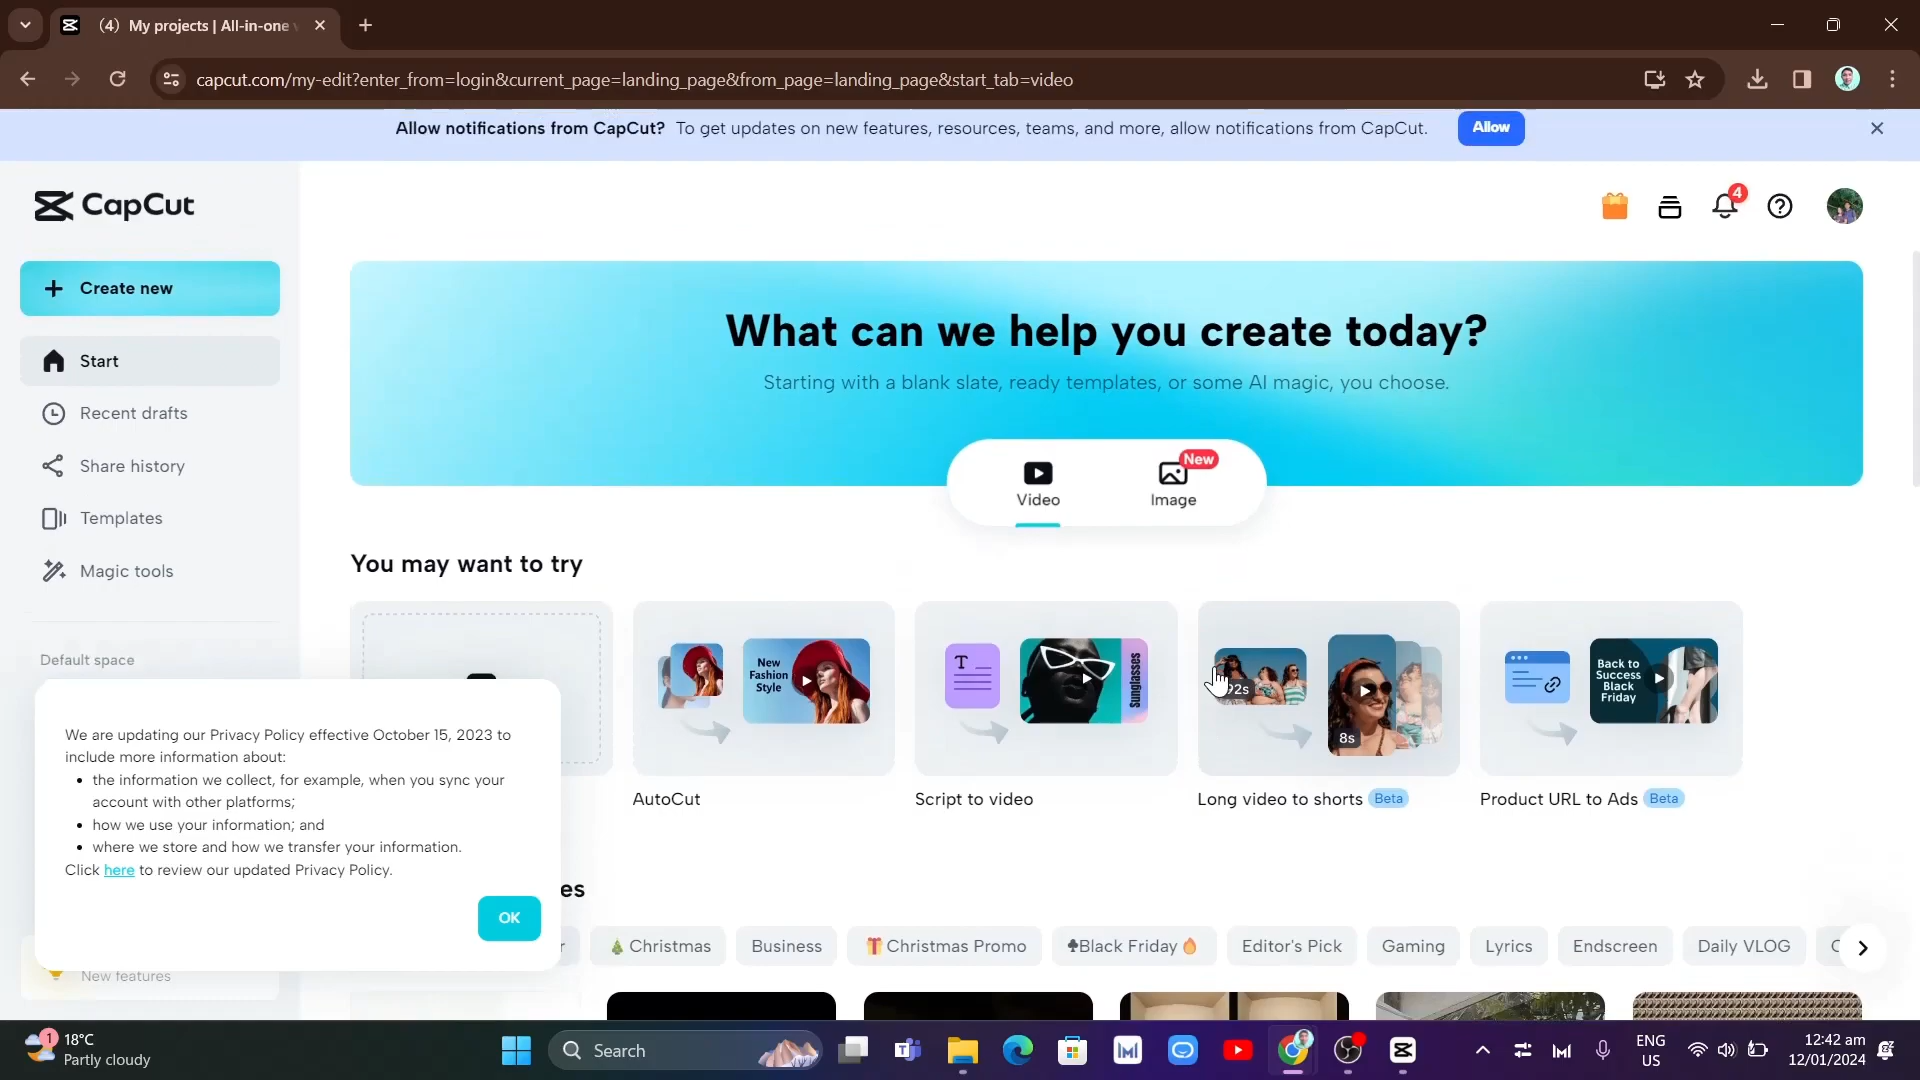 (4) My projects | All-in-one v
capcut.com/my-edit?enter_from=login&current_page=landing_page&from_page=landing_page&start_tab=video
Allow notifications from CapCut? To get updates on new features, resources, teams, and more, allow notifications from CapCut. Allow
CapCut
4
Create new
What can we help you create today?
Starting with a blank slate, ready templates, or some AI magic, you choose.
Start
Recent drafts
Share history
Templates
Magic tools
Default space
New
Video
Image
You may want to try
New
Fashion
Style
T
Sunglasses
92s
8s
Back to
Success
Black
Friday
AutoCut
Script to video
Long video to shorts Beta
Product URL to Ads Beta
We are updating our Privacy Policy effective October 15, 2023 to
include more information about:
• the information we collect, for example, when you sync your
account with other platforms;
• how we use your information; and
• where we store and how we transfer your information.
Click here to review our updated Privacy Policy.
OK
New features
es
r
Christmas
Business
Christmas Promo
Black Friday
Editor's Pick
Gaming
Lyrics
Endscreen
Daily VLOG
1
18°C
Partly cloudy
Search
ENG
US
12:42 am
12/01/2024